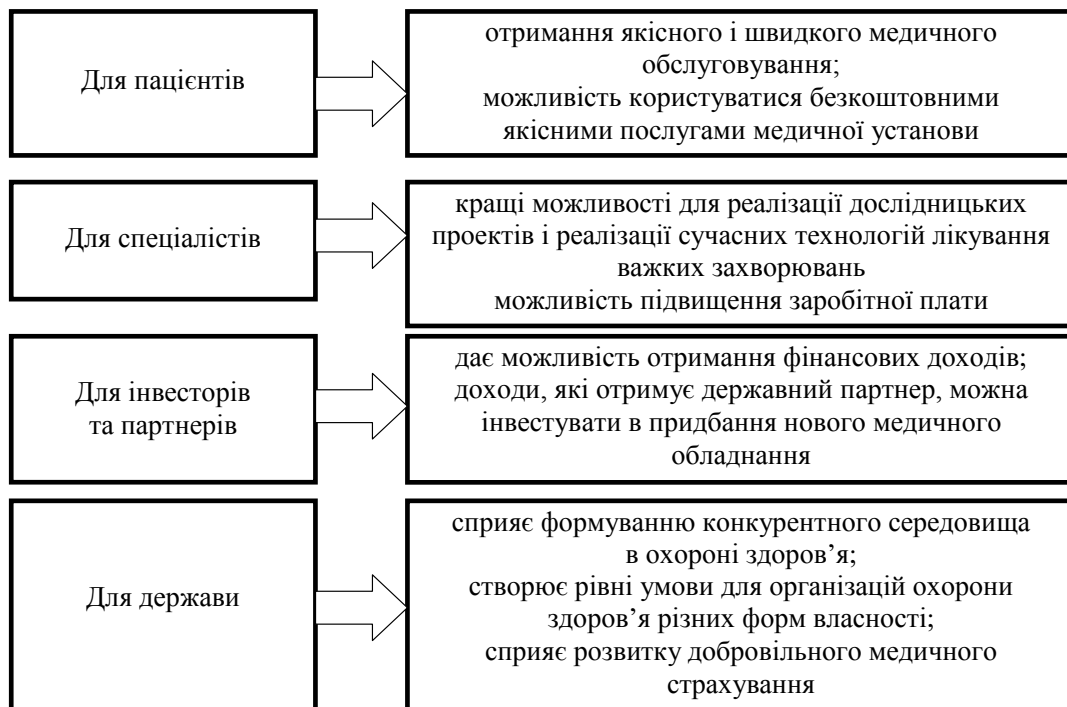 Для пацієнтів
отримання якісного і швидкого медичного
обслуговування;
можливість користуватися безкоштовними
якісними послугами медичної установи
Для спеціалістів
кращі можливості для реалізації дослідницьких
проектів і реалізації сучасних технологій лікування
важких захворювань
можливість підвищення заробітної плати
Для інвесторів
та партнерів
дає можливість отримання фінансових доходів;
доходи, які отримує державний партнер, можна
інвестувати в придбання нового медичного
обладнання
Для держави
сприяє формуванню конкурентного середовища
в охороні здоров’я;
створює рівні умови для організацій охорони
здоров’я різних форм власності;
сприяє розвитку добровільного медичного
страхування